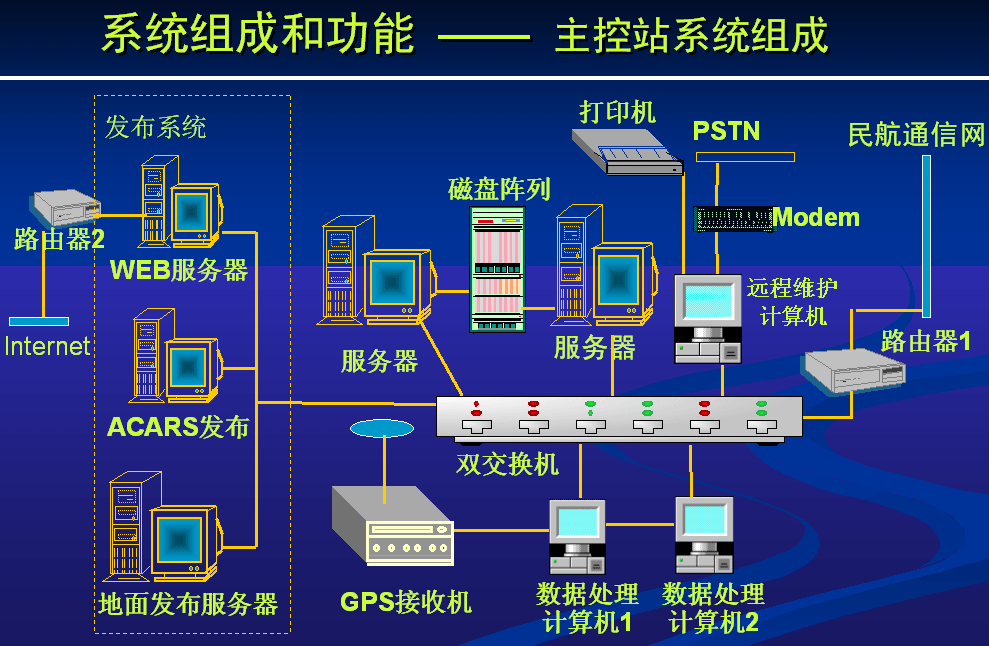 系统组成和功能 —— 主控站系统组成
发布系统
打印机
PSTN
民航通信网
磁盘阵列
Modem
路由器2
WEB服务器
远程维护
计算机
Internet
服务器
服务器
路由器1
ACARS发布
双交换机
地面发布服务器
GPS接收机
数据处理
计算机1
数据处理
计算机2